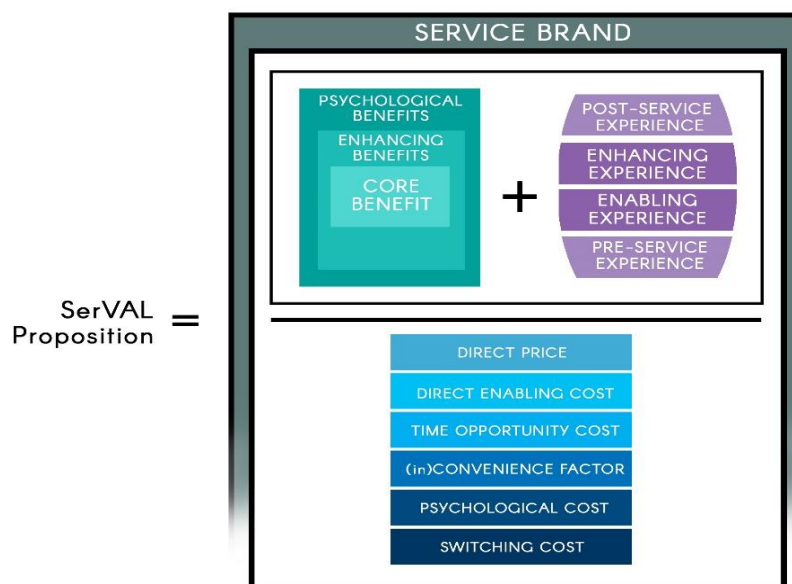 SERVICE BRAND
PSYCHOLOGICAL
BENEFITS
ENHANCING
BENEFITS
CORE
BENEFIT
+
POST-SERVICE
EXPERIENCE
ENHANCING
EXPERIENCE
ENABLING
EXPERIENCE
PRE-SERVICE
EXPERIENCE
SerVAL
Proposition
=
DIRECT PRICE
DIRECT ENABLING COST
TIME OPPORTUNITY COST
(in)CONVENIENCE FACTOR
PSYCHOLOGICAL COST
SWITCHING COST